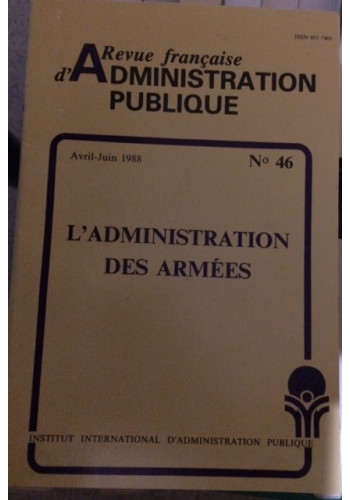 Revue française
d'ADMINISTRATION
PUBLIQUE
Avril-Juin 1988
Nº 46
L'ADMINISTRATION
DES ARMÉES
INSTITUT INTERNATIONAL D'ADMINISTRATION PUBLIQUE